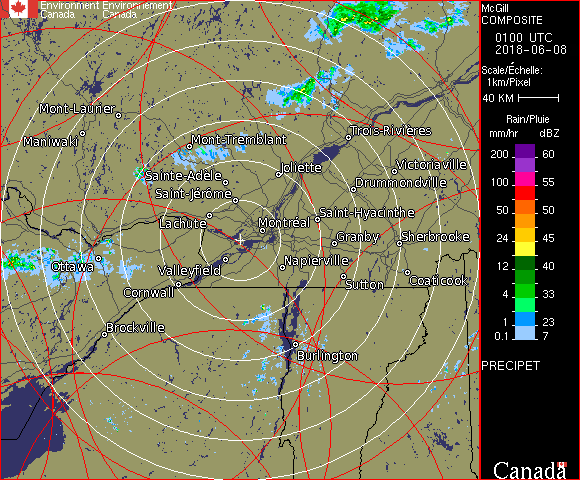 Environment Environnement
Canada Canada
McGill
COMPOSITE
0100 UTC
2018-06-08
Scale/Échelle:
1km/Pixel
40 KM
Rain/Pluie
mm/hr dBZ
200 60
100 55
50 50
24 45
12 40
4 33
1 23
0.1 7
PRECIPET
Mont-Laurier
Maniwaki
Mont-Tremblant
Trois-Rivières
Sainte-Adèle
Joliette
Victoriaville
Saint-Jérôme
Drummondville
Lachute
Montréal
Saint-Hyacinthe
Granby
Sherbrooke
Ottawa
Valleyfield
Napierville
Cornwall
Sutton
Coaticook
Brockville
Burlington
Canada